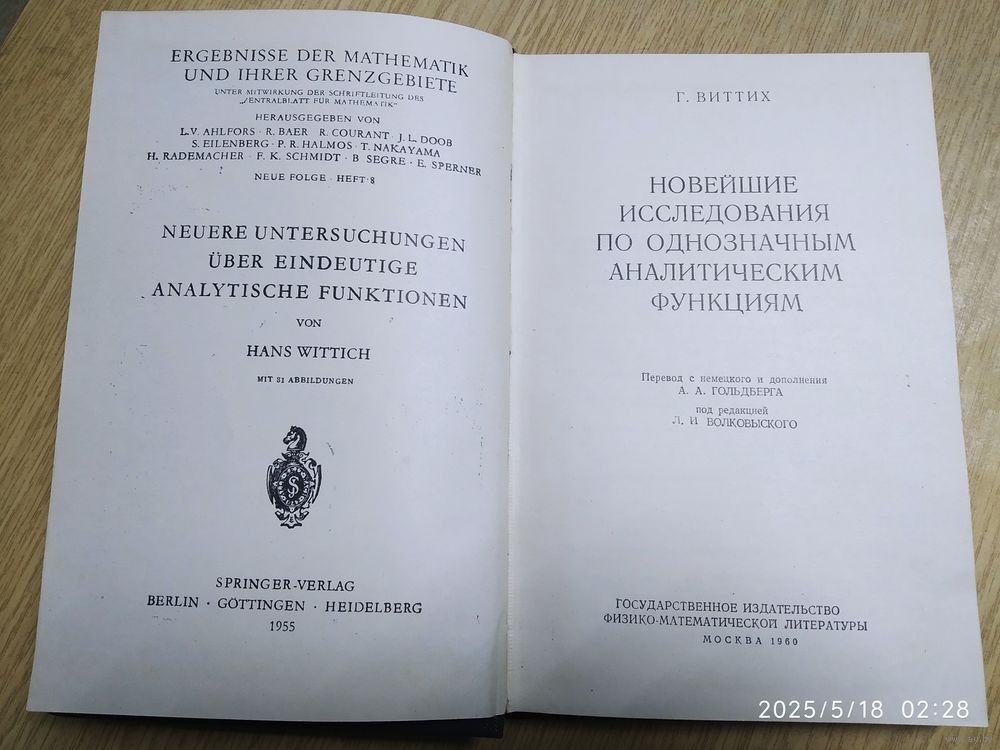 ERGEBNISSE DER MATHEMATIK
UND IHRER GRENZGEBIETE
UNTER MITWIRKUNG DER SCHRIFTLEITUNG DES
„ZENTRALBLATT FÜR MATHEMATIK“
HERAUSGEGEBEN VON
L.V. AHLFORS · R. BAER R. COURANT · J. L. DOOB
S. EILENBERG · P. R. HALMOS · T. NAKAYAMA
H. RADEMACHER · F. K. SCHMIDT · B SEGRE · E. SPERNER
NEUE FOLGE · HEFT 8
NEUERE UNTERSUCHUNGEN
ÜBER EINDEUTIGE
ANALYTISCHE FUNKTIONEN
VON
HANS WITTICH
MIT 31 ABBILDUNGEN
SPRINGER-VERLAG
BERLIN · GÖTTINGEN · HEIDELBERG
1955
Г. ВИТТИХ
НОВЕЙШИЕ
ИССЛЕДОВАНИЯ
ПО ОДНОЗНАЧНЫМ
АНАЛИТИЧЕСКИМ
ФУНКЦИЯМ
Перевод с немецкого и дополнения
А. А. ГОЛЬДБЕРГА
под редакцией
Л. И ВОЛКОВЫСКОГО
ГОСУДАРСТВЕННОЕ ИЗДАТЕЛЬСТВО
ФИЗИКО-МАТЕМАТИЧЕСКОЙ ЛИТЕРАТУРЫ
МОСКВА 1960
2025/5/18 02:28